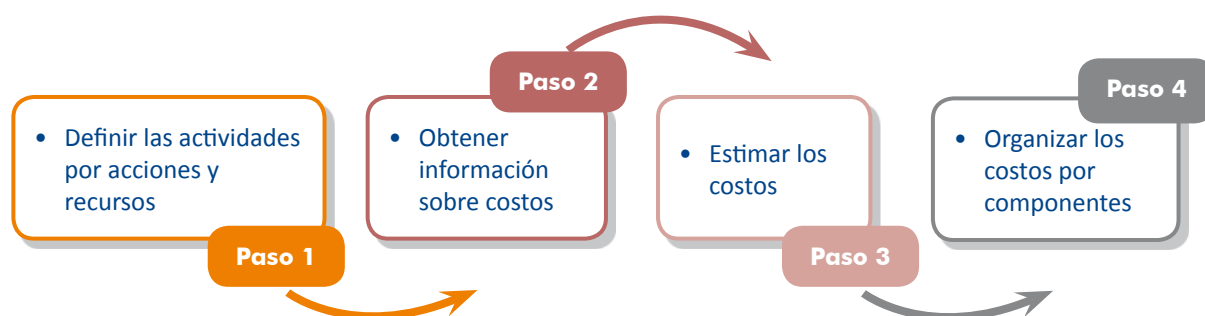 • Definir las actividades
por acciones y
recursos
Paso 1
Paso 2
• Obtener
información
sobre costos
• Estimar los
costos
Paso 3
Paso 4
• Organizar los
costos por
componentes